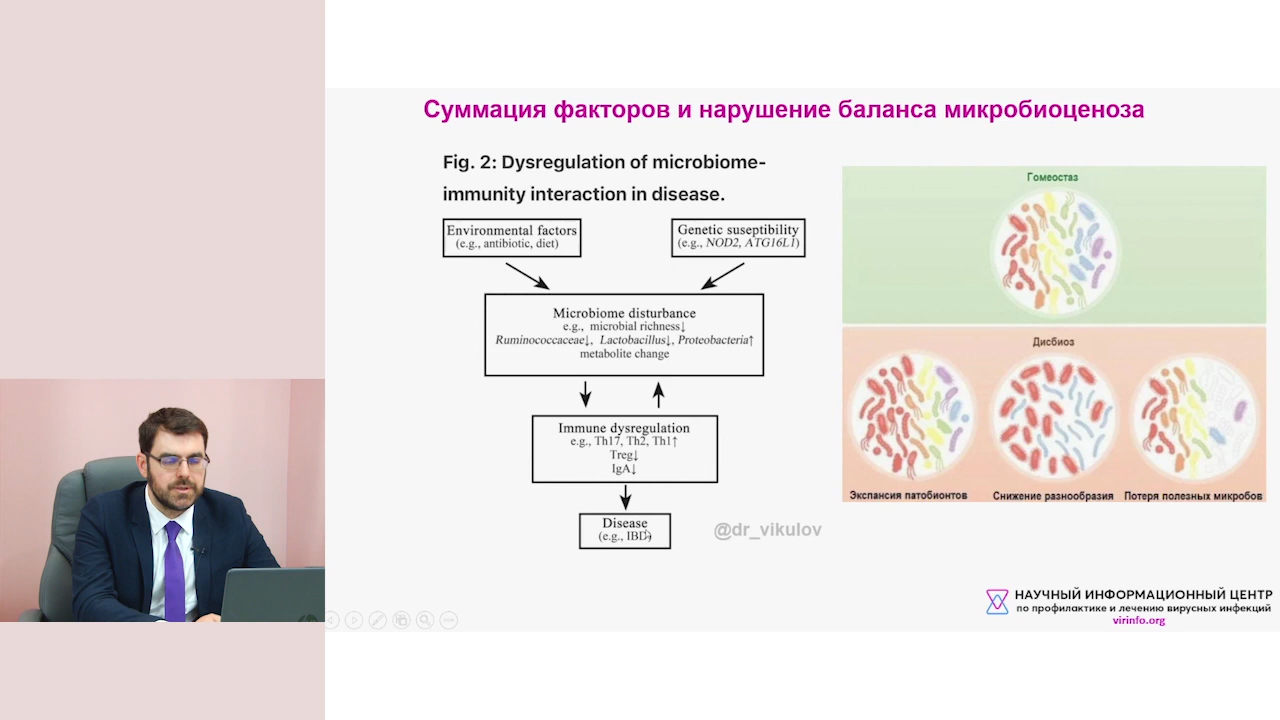 Суммация факторов и нарушение баланса микробиоценоза
Fig. 2: Dysregulation of microbiome-
immunity interaction in disease.
Environmental factors
(e.g., antibiotic, diet)
Genetic suseptibility
(e.g., NOD2, ATG16L1)
Microbiome disturbance
e.g., microbial richness↓
Ruminococcaceae↓, Lactobacillus↓, Proteobacteria↑
metabolite change
Immune dysregulation
e.g., Th17, Th2, Th1↑
Treg↓
IgA↓
Disease
(e.g., IBD)
@dr_vikulov
Гомеостаз
Дисбиоз
Экспансия патобионтов
Снижение разнообразия
Потеря полезных микробов
НАУЧНЫЙ ИНФОРМАЦИОННЫЙ ЦЕНТР
по профилактике и лечению вирусных инфекций
virinfo.org